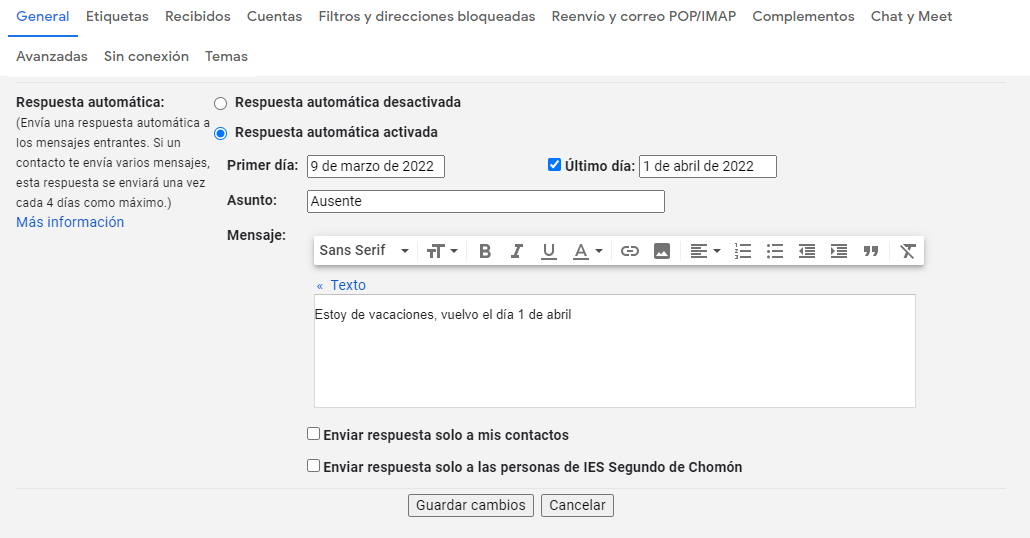 General Etiquetas Recibidos Cuentas Filtros y direcciones bloqueadas Reenvío y correo POP/IMAP Complementos Chat y Meet
Avanzadas Sin conexión Temas
Respuesta automática:
(Envía una respuesta automática a
los mensajes entrantes. Si un
contacto te envía varios mensajes,
esta respuesta se enviará una vez
cada 4 días como máximo.)
Más información
Respuesta automática desactivada
Respuesta automática activada
Primer día: 9 de marzo de 2022 Último día: 1 de abril de 2022
Asunto: Ausente
Mensaje:
Sans Serif
« Texto
Estoy de vacaciones, vuelvo el día 1 de abril
Enviar respuesta solo a mis contactos
Enviar respuesta solo a las personas de IES Segundo de Chomón
Guardar cambios Cancelar